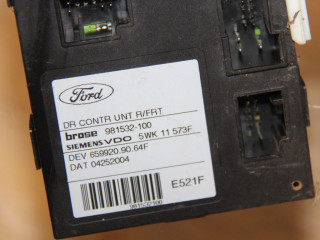 Ford
DR CONTR UNT R/FRT
brose 981532-100
SIEMENS VDO 5WK 11 573F
DEV 659920.90.64F
DAT 04252004
E521F
981532100